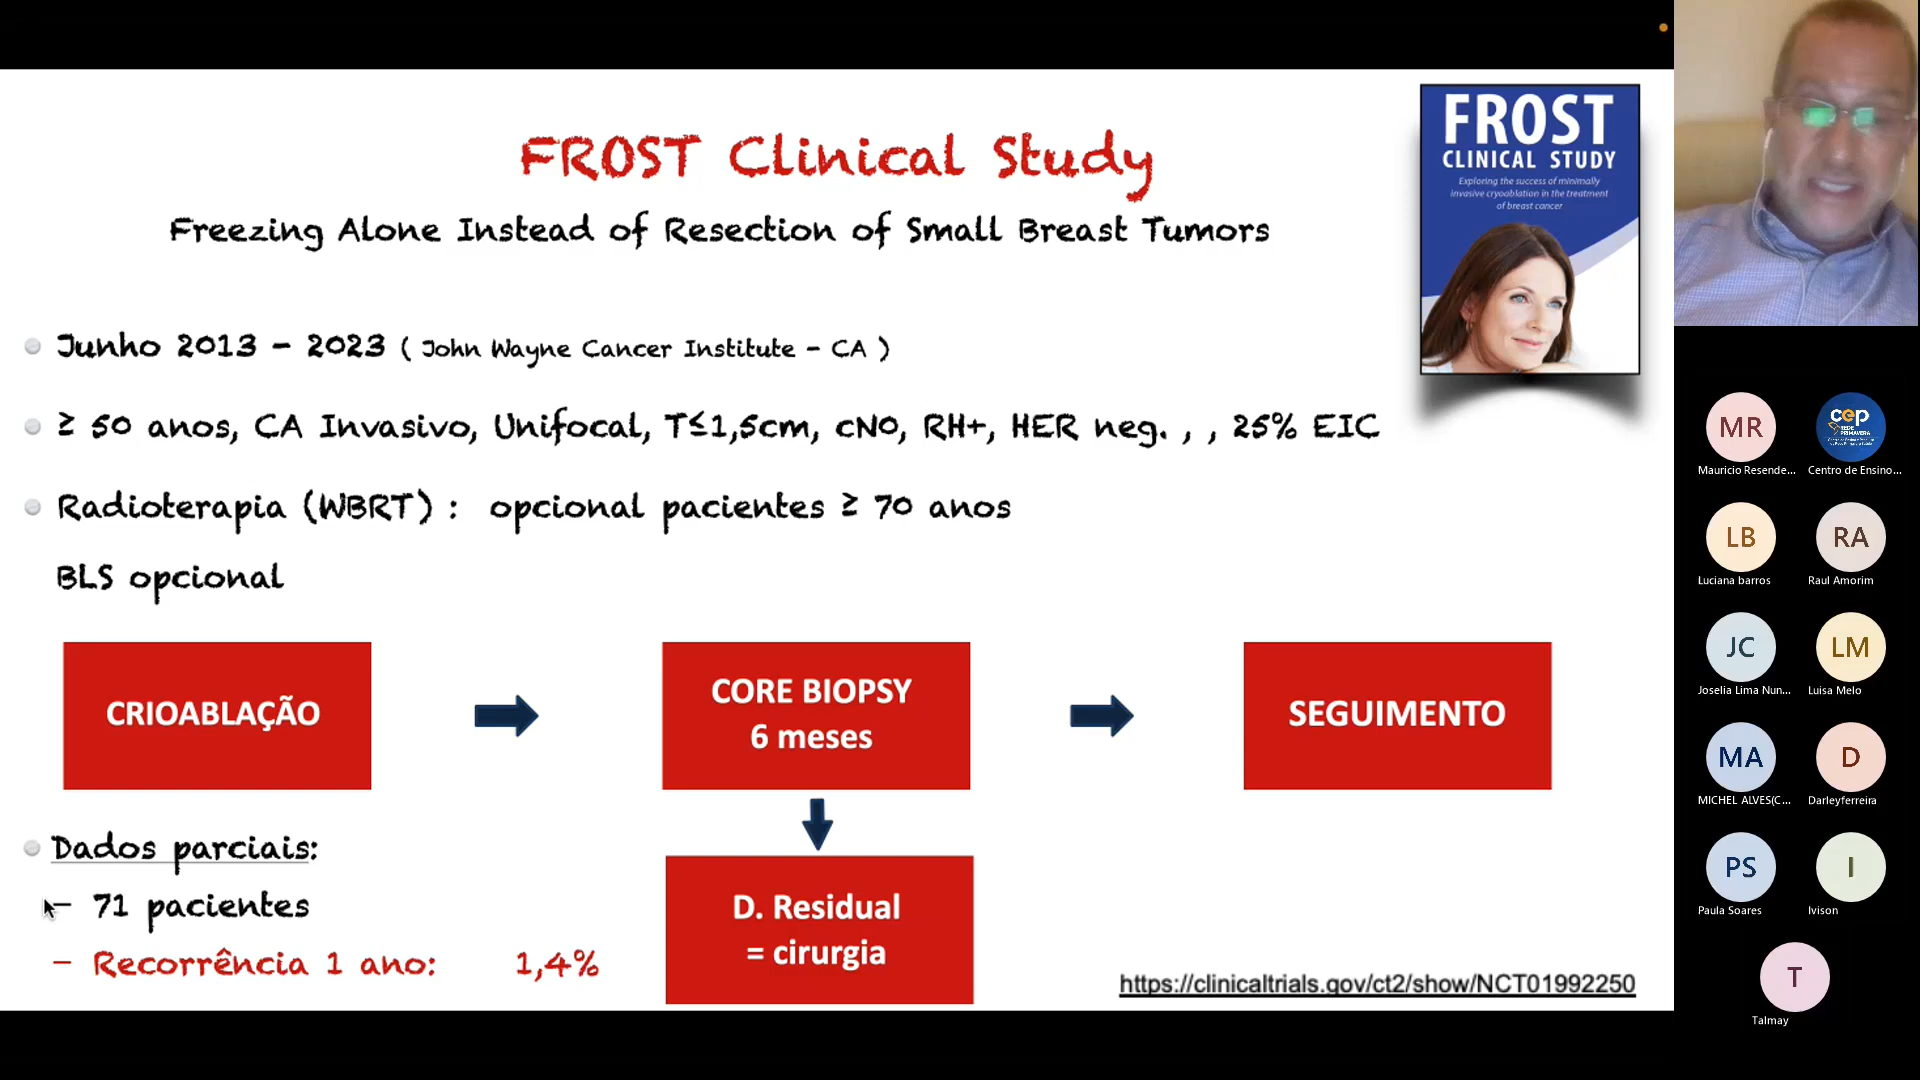 FROST Clinical Study
Freezing Alone Instead of Resection of Small Breast Tumors
FROST
CLINICAL STUDY
Exploring the success of minimally
invasive cryoablation in the treatment
of breast cancer
Junho 2013 - 2023 ( John Wayne Cancer Institute - CA )
≥ 50 anos, CA Invasivo, Unifocal, T≤1,5cm, cN0, RH+, HER neg. , , 25% EIC
Radioterapia (WBRT) : opcional pacientes ≥ 70 anos
BLS opcional
CRIOABLAÇÃO
CORE BIOPSY
6 meses
SEGUIMENTO
Dados parciais:
- 71 pacientes
- Recorrência 1 ano: 1,4%
D. Residual
= cirurgia
https://clinicaltrials.gov/ct2/show/NCT01992250
MR
Mauricio Resende...
cep
REDE
PRIMAVERA
Centro de Ensino...
LB
Luciana barros
RA
Raul Amorim
JC
Joselia Lima Nun...
LM
Luisa Melo
MA
MICHEL ALVES(C...
D
Darleyferreira
PS
Paula Soares
I
Ivison
T
Talmay